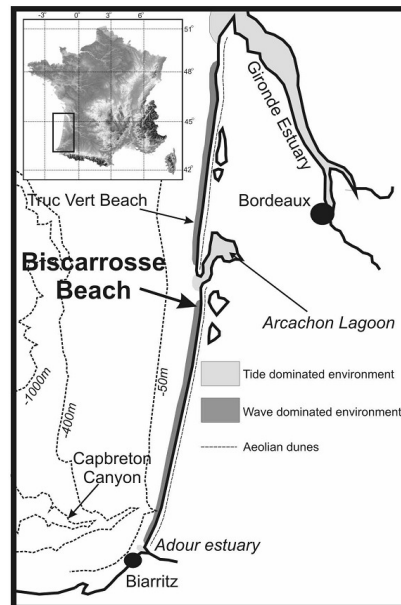 -3° 0° 3° 6°
51°
48°
45°
42°
Gironde Estuary
Truc Vert Beach
Bordeaux
Biscarrosse
Beach
Arcachon Lagoon
-1000m
-400m
-50m
Tide dominated environment
Wave dominated environment
Aeolian dunes
Capbreton
Canyon
Adour estuary
Biarritz